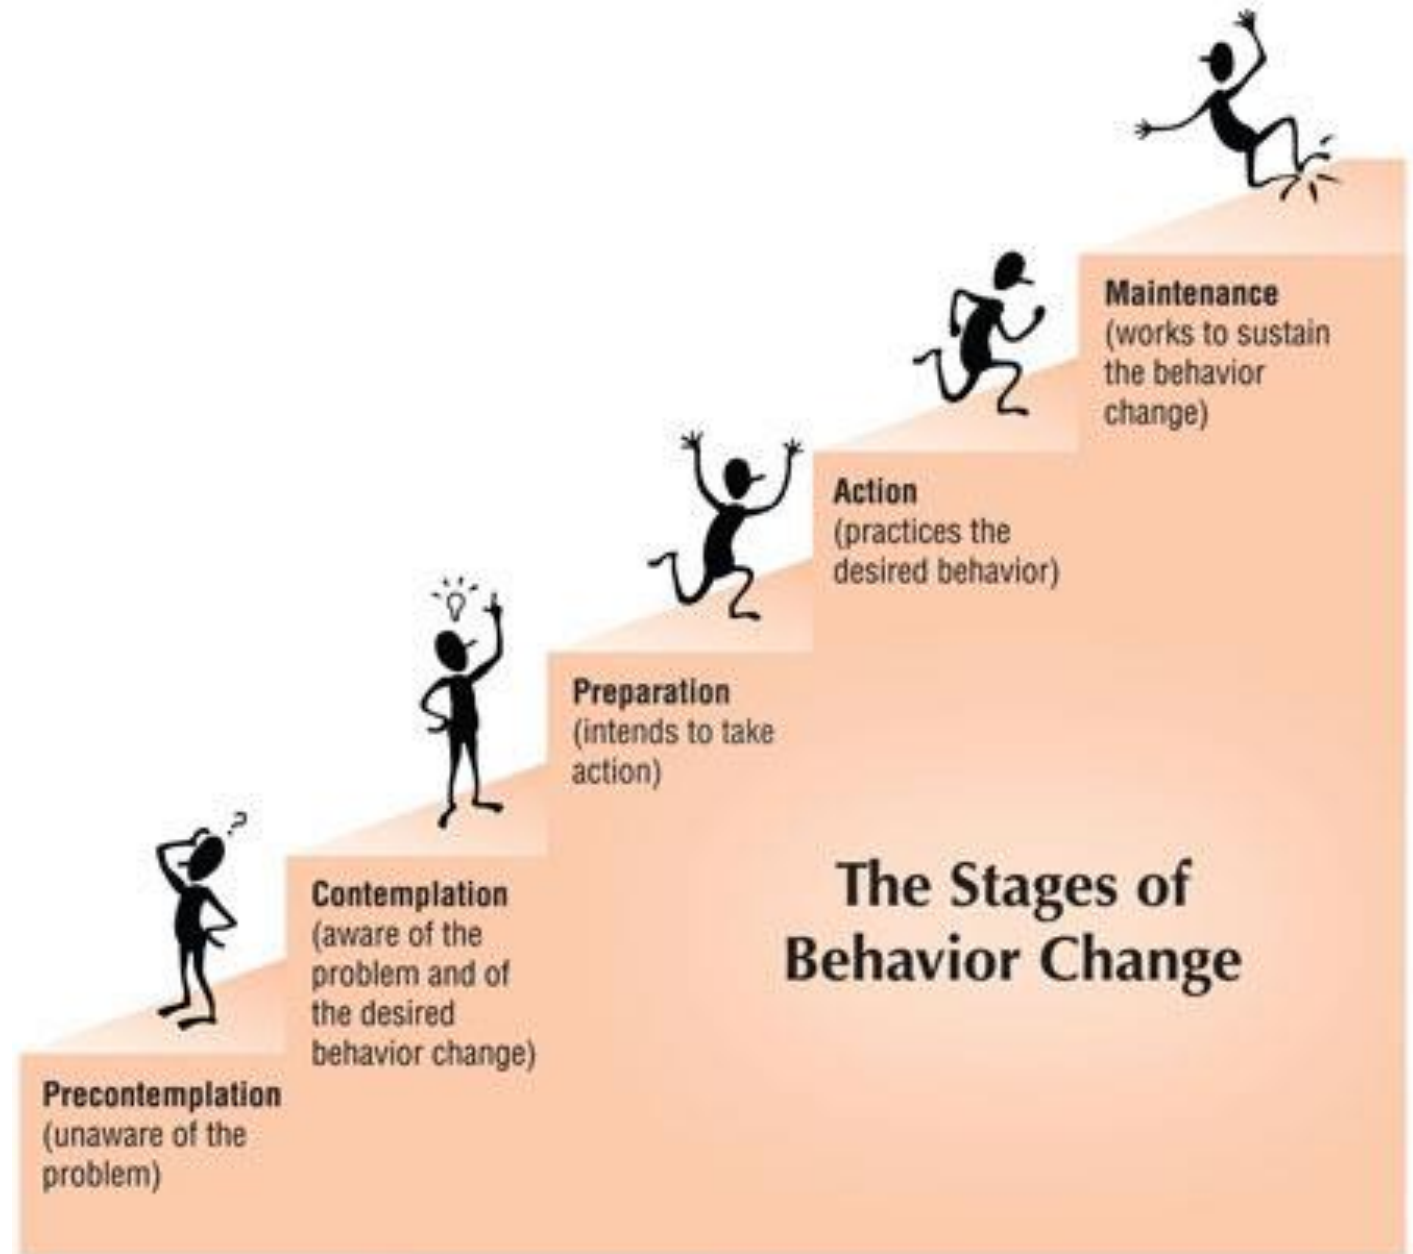 ?
Maintenance
(works to sustain
the behavior
change)
Action
(practices the
desired behavior)
Preparation
(intends to take
action)
Contemplation
(aware of the
problem and of
the desired
behavior change)
Precontemplation
(unaware of the
problem)
The Stages of
Behavior Change